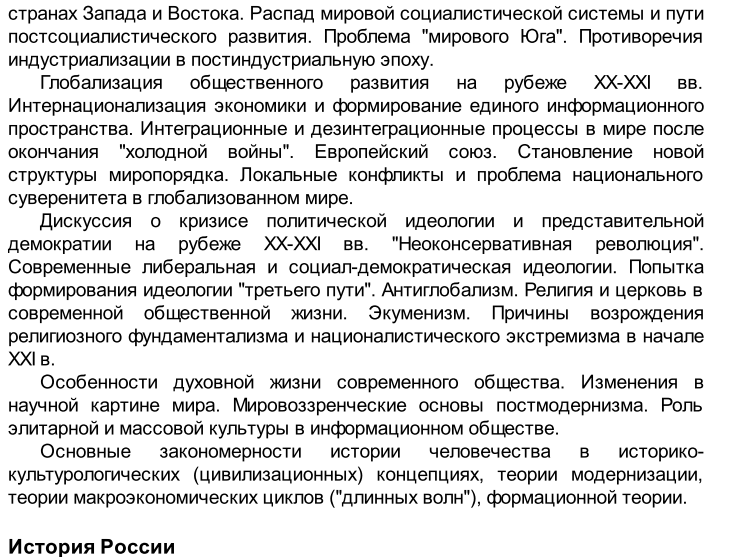 странах Запада и Востока. Распад мировой социалистической системы и пути
постсоциалистического развития. Проблема "мирового Юга". Противоречия
индустриализации в постиндустриальную эпоху.
Глобализация общественного развития на рубеже XX-XXI вв.
Интернационализация экономики и формирование единого информационного
пространства. Интеграционные и дезинтеграционные процессы в мире после
окончания "холодной войны". Европейский союз. Становление новой
структуры миропорядка. Локальные конфликты и проблема национального
суверенитета в глобализованном мире.
Дискуссия о кризисе политической идеологии и представительной
демократии на рубеже XX-XXI вв. "Неоконсервативная революция".
Современные либеральная и социал-демократическая идеологии. Попытка
формирования идеологии "третьего пути". Антиглобализм. Религия и церковь в
современной общественной жизни. Экуменизм. Причины возрождения
религиозного фундаментализма и националистического экстремизма в начале
XXI в.
Особенности духовной жизни современного общества. Изменения в
научной картине мира. Мировоззренческие основы постмодернизма. Роль
элитарной и массовой культуры в информационном обществе.
Основные закономерности истории человечества в историко-
культурологических (цивилизационных) концепциях, теории модернизации,
теории макроэкономических циклов ("длинных волн"), формационной теории.
История России